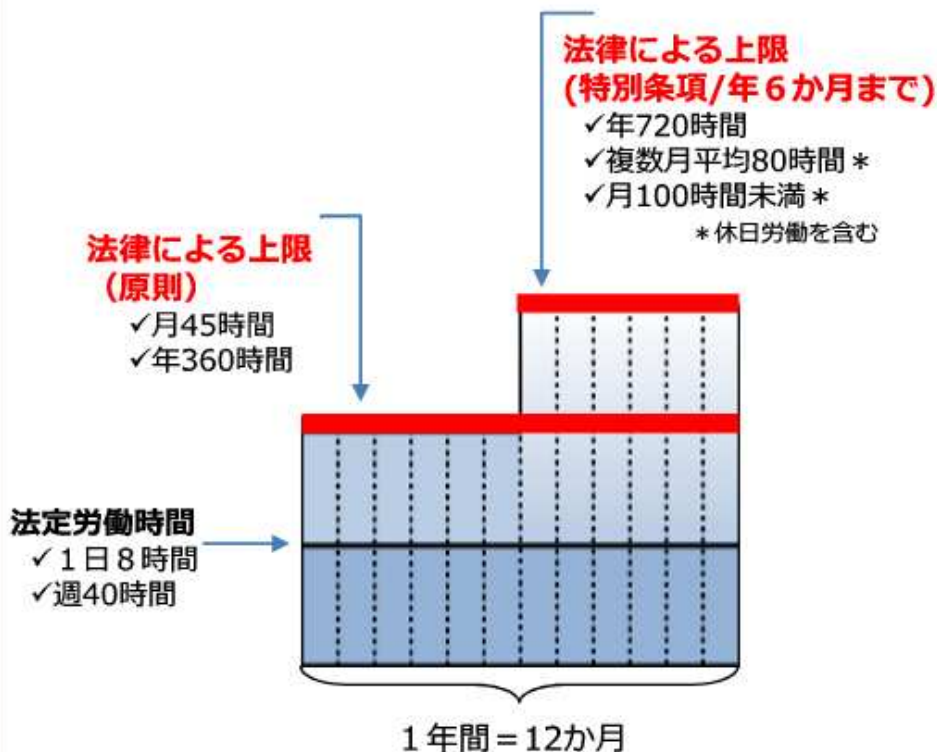 法律による上限
(特別条項/年６か月まで)
✓年720時間
✓複数月平均80時間＊
✓月100時間未満＊
＊休日労働を含む
法律による上限
（原則）
✓月45時間
✓年360時間
法定労働時間
✓１日８時間
✓週40時間
１年間＝12か月